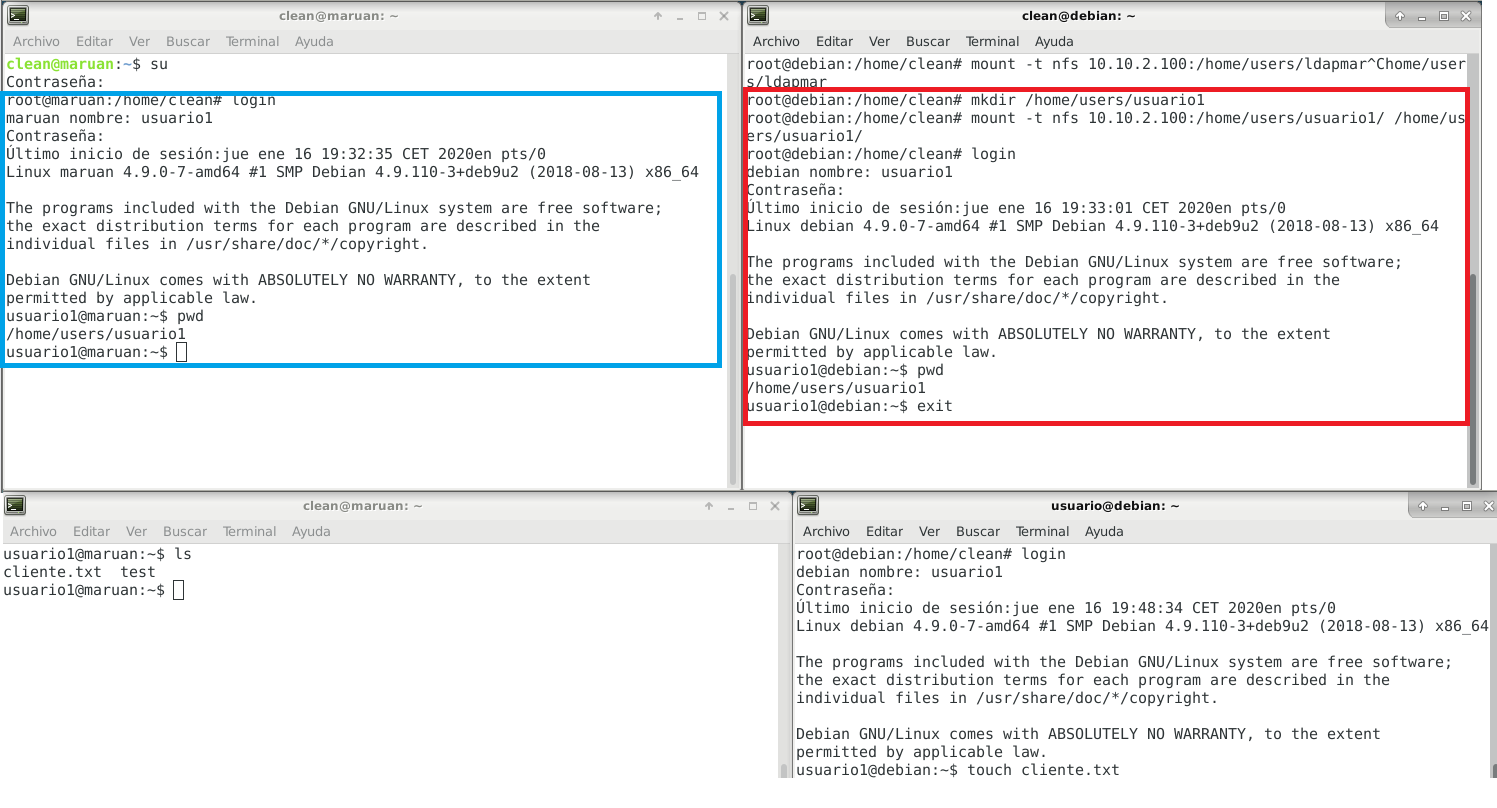 clean@maruan: ~
Archivo Editar Ver Buscar Terminal Ayuda
clean@maruan:~$ su
Contraseña:
root@maruan:/home/clean# login
maruan nombre: usuario1
Contraseña:
Último inicio de sesión:jue ene 16 19:32:35 CET 2020en pts/0
Linux maruan 4.9.0-7-amd64 #1 SMP Debian 4.9.110-3+deb9u2 (2018-08-13) x86_64
The programs included with the Debian GNU/Linux system are free software;
the exact distribution terms for each program are described in the
individual files in /usr/share/doc/*/copyright.
Debian GNU/Linux comes with ABSOLUTELY NO WARRANTY, to the extent
permitted by applicable law.
usuario1@maruan:~$ pwd
/home/users/usuario1
usuario1@maruan:~$
clean@debian: ~
Archivo Editar Ver Buscar Terminal Ayuda
root@debian:/home/clean# mount -t nfs 10.10.2.100:/home/users/ldapmar^Chome/user
s/ldapmar
root@debian:/home/clean# mkdir /home/users/usuario1
root@debian:/home/clean# mount -t nfs 10.10.2.100:/home/users/usuario1/ /home/us
ers/usuario1/
root@debian:/home/clean# login
debian nombre: usuario1
Contraseña:
Último inicio de sesión:jue ene 16 19:33:01 CET 2020en pts/0
Linux debian 4.9.0-7-amd64 #1 SMP Debian 4.9.110-3+deb9u2 (2018-08-13) x86_64
The programs included with the Debian GNU/Linux system are free software;
the exact distribution terms for each program are described in the
individual files in /usr/share/doc/*/copyright.
Debian GNU/Linux comes with ABSOLUTELY NO WARRANTY, to the extent
permitted by applicable law.
usuario1@debian:~$ pwd
/home/users/usuario1
usuario1@debian:~$ exit
clean@maruan: ~
Archivo Editar Ver Buscar Terminal Ayuda
usuario1@maruan:~$ ls
cliente.txt  test
usuario1@maruan:~$
usuario@debian: ~
Archivo Editar Ver Buscar Terminal Ayuda
root@debian:/home/clean# login
debian nombre: usuario1
Contraseña:
Último inicio de sesión:jue ene 16 19:48:34 CET 2020en pts/0
Linux debian 4.9.0-7-amd64 #1 SMP Debian 4.9.110-3+deb9u2 (2018-08-13) x86_64
The programs included with the Debian GNU/Linux system are free software;
the exact distribution terms for each program are described in the
individual files in /usr/share/doc/*/copyright.
Debian GNU/Linux comes with ABSOLUTELY NO WARRANTY, to the extent
permitted by applicable law.
usuario1@debian:~$ touch cliente.txt